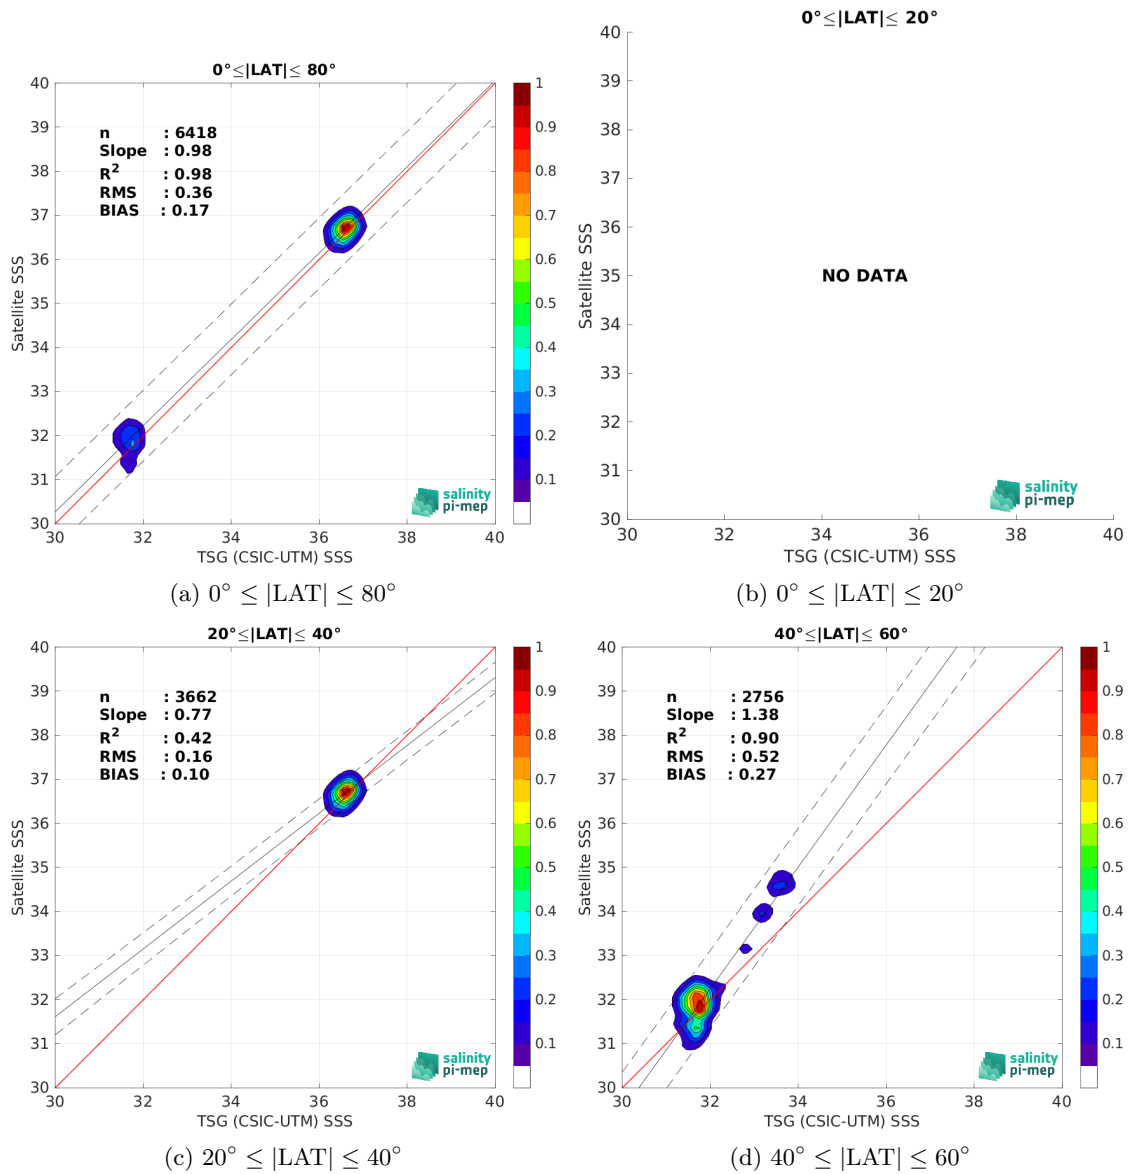 0°≤|LAT|≤ 80°
40
39
38
37
36
35
34
33
32
31
30
Satellite SSS
n : 6418
Slope : 0.98
R² : 0.98
RMS : 0.36
BIAS : 0.17
salinity
pi-mep
30 32 34 36 38 40
TSG (CSIC-UTM) SSS
1
0.9
0.8
0.7
0.6
0.5
0.4
0.3
0.2
0.1
(a) 0° ≤ |LAT| ≤ 80°
0°≤|LAT|≤ 20°
40
39
38
37
36
35
34
33
32
31
30
Satellite SSS
NO DATA
salinity
pi-mep
30 32 34 36 38 40
TSG (CSIC-UTM) SSS
(b) 0° ≤ |LAT| ≤ 20°
20°≤|LAT|≤ 40°
40
39
38
37
36
35
34
33
32
31
30
Satellite SSS
n : 3662
Slope : 0.77
R² : 0.42
RMS : 0.16
BIAS : 0.10
salinity
pi-mep
30 32 34 36 38 40
TSG (CSIC-UTM) SSS
1
0.9
0.8
0.7
0.6
0.5
0.4
0.3
0.2
0.1
(c) 20° ≤ |LAT| ≤ 40°
40°≤|LAT|≤ 60°
40
39
38
37
36
35
34
33
32
31
30
Satellite SSS
n : 2756
Slope : 1.38
R² : 0.90
RMS : 0.52
BIAS : 0.27
salinity
pi-mep
30 32 34 36 38 40
TSG (CSIC-UTM) SSS
1
0.9
0.8
0.7
0.6
0.5
0.4
0.3
0.2
0.1
(d) 40° ≤ |LAT| ≤ 60°